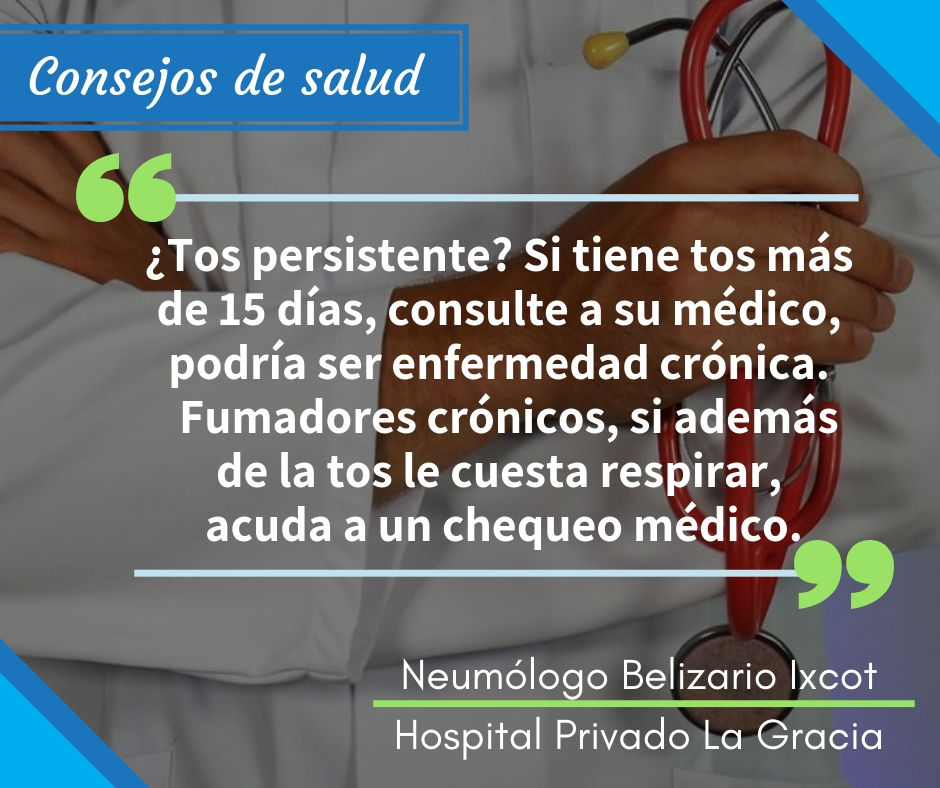 Consejos de salud
¿Tos persistente? Si tiene tos más
de 15 días, consulte a su médico,
podría ser enfermedad crónica.
Fumadores crónicos, si además
de la tos le cuesta respirar,
acuda a un chequeo médico.
Neumólogo Belizario Ixcot
Hospital Privado La Gracia